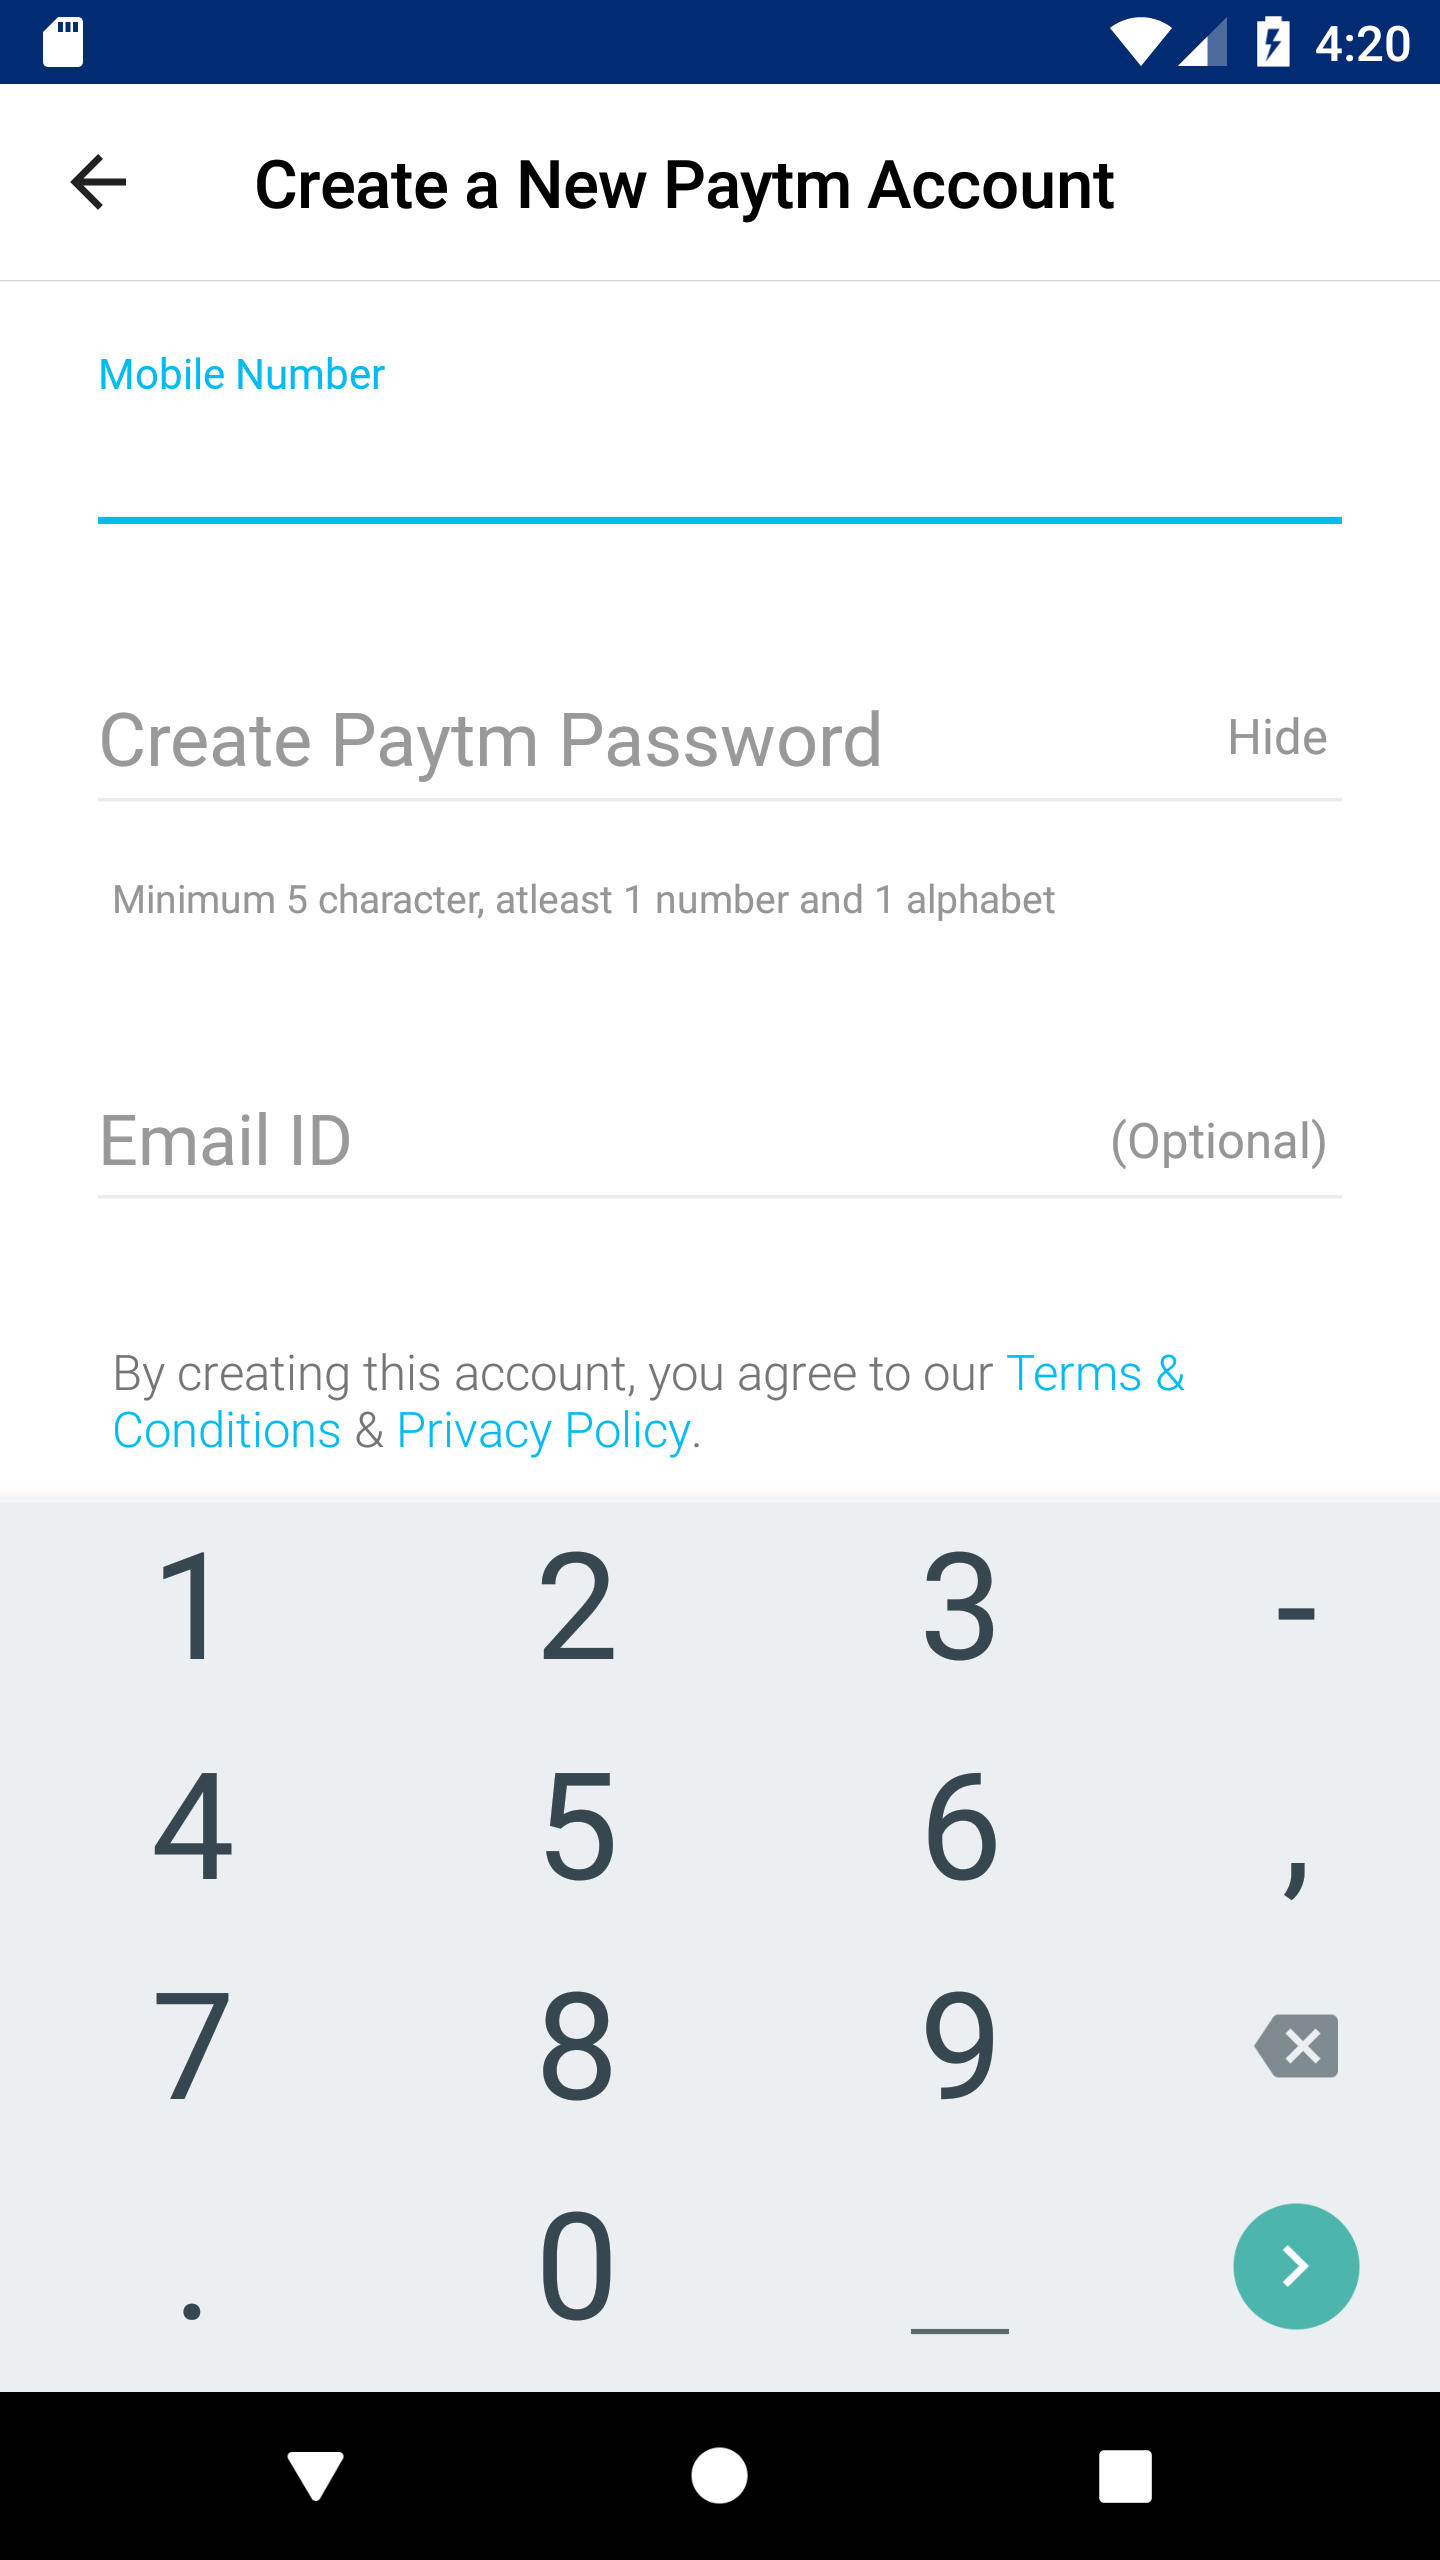 4:20
Create a New Paytm Account
Mobile Number
Create Paytm Password Hide
Minimum 5 character, atleast 1 number and 1 alphabet
Email ID (Optional)
By creating this account, you agree to our Terms &
Conditions & Privacy Policy.
1 2 3 -
4 5 6 ,
7 8 9
. 0 _